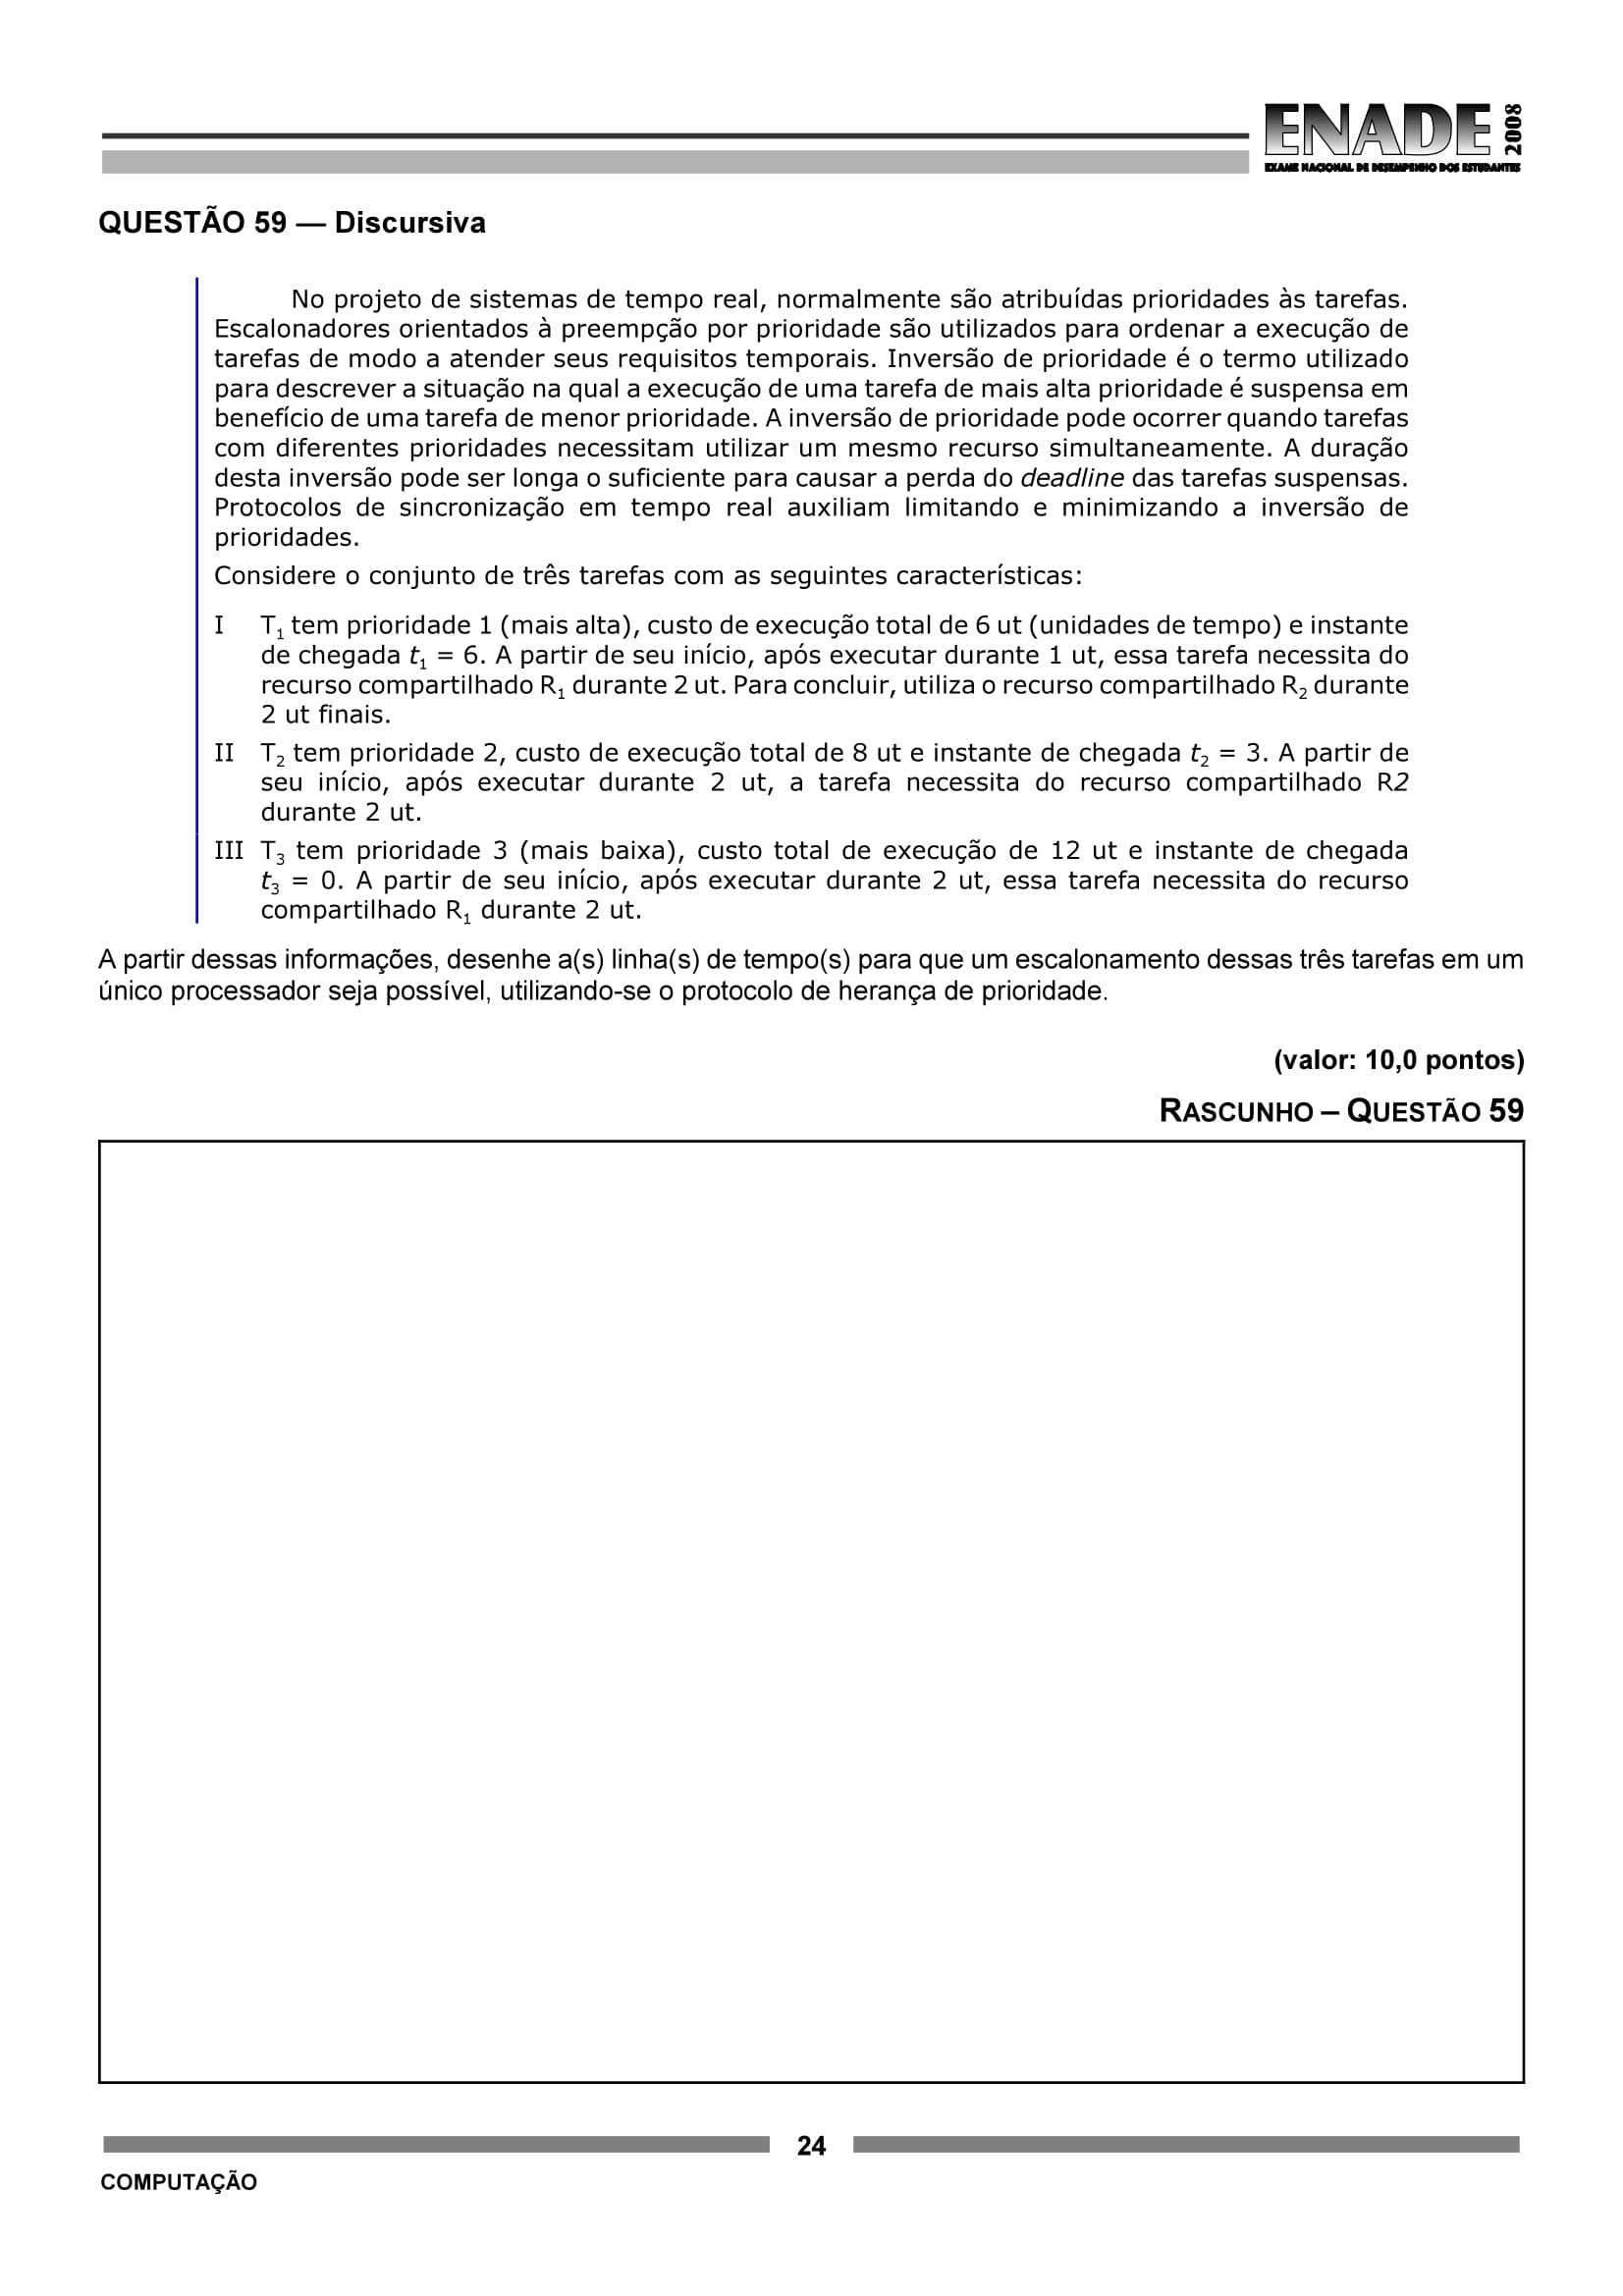 ENADE 2008
EXAME NACIONAL DE DESEMPENHO DOS ESTUDANTES
QUESTÃO 59 — Discursiva
No projeto de sistemas de tempo real, normalmente são atribuídas prioridades às tarefas.
Escalonadores orientados à preempção por prioridade são utilizados para ordenar a execução de
tarefas de modo a atender seus requisitos temporais. Inversão de prioridade é o termo utilizado
para descrever a situação na qual a execução de uma tarefa de mais alta prioridade é suspensa em
benefício de uma tarefa de menor prioridade. A inversão de prioridade pode ocorrer quando tarefas
com diferentes prioridades necessitam utilizar um mesmo recurso simultaneamente. A duração
desta inversão pode ser longa o suficiente para causar a perda do deadline das tarefas suspensas.
Protocolos de sincronização em tempo real auxiliam limitando e minimizando a inversão de
prioridades.
Considere o conjunto de três tarefas com as seguintes características:
I T1 tem prioridade 1 (mais alta), custo de execução total de 6 ut (unidades de tempo) e instante
de chegada t1 = 6. A partir de seu início, após executar durante 1 ut, essa tarefa necessita do
recurso compartilhado R1 durante 2 ut. Para concluir, utiliza o recurso compartilhado R2 durante
2 ut finais.
II T2 tem prioridade 2, custo de execução total de 8 ut e instante de chegada t2 = 3. A partir de
seu início, após executar durante 2 ut, a tarefa necessita do recurso compartilhado R2
durante 2 ut.
III T3 tem prioridade 3 (mais baixa), custo total de execução de 12 ut e instante de chegada
t3 = 0. A partir de seu início, após executar durante 2 ut, essa tarefa necessita do recurso
compartilhado R1 durante 2 ut.
A partir dessas informações, desenhe a(s) linha(s) de tempo(s) para que um escalonamento dessas três tarefas em um
único processador seja possível, utilizando-se o protocolo de herança de prioridade.
(valor: 10,0 pontos)
RASCUNHO – QUESTÃO 59
24
COMPUTAÇÃO